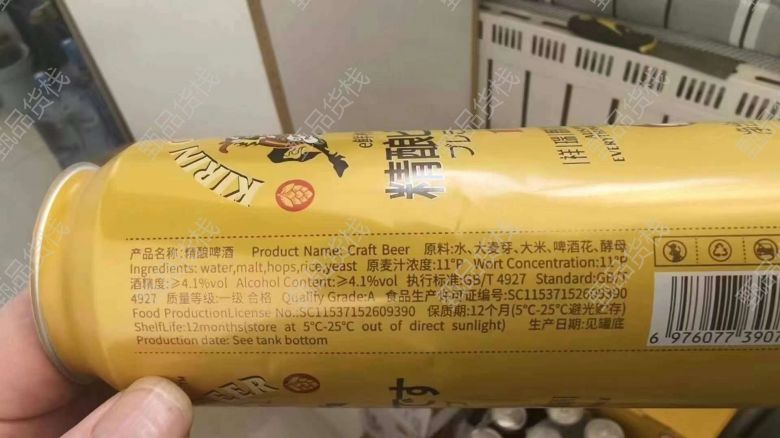 KIRIN
精酿
产品名称:精酿啤酒 Product Name: Craft Beer 原料:水、大麦芽、大米、啤酒花、酵母
Ingredients: water,malt,hops,rice,yeast 原麦汁浓度:11°P Wort Concentration:11°P
酒精度:≥4.1%vol Alcohol Content:≥4.1%vol 执行标准:GB/T 4927 Standard:GB/T
4927 质量等级:一级 合格 Quality Grade:A 食品生产许可证编号:SC11537152609390
Food ProductionLicense No.:SC11537152609390 保质期:12个月(5℃-25℃避光贮存)
ShelfLife:12months(store at 5℃-25℃ out of direct sunlight) 生产日期:见罐底
Production date: See tank bottom
6 976077 3907